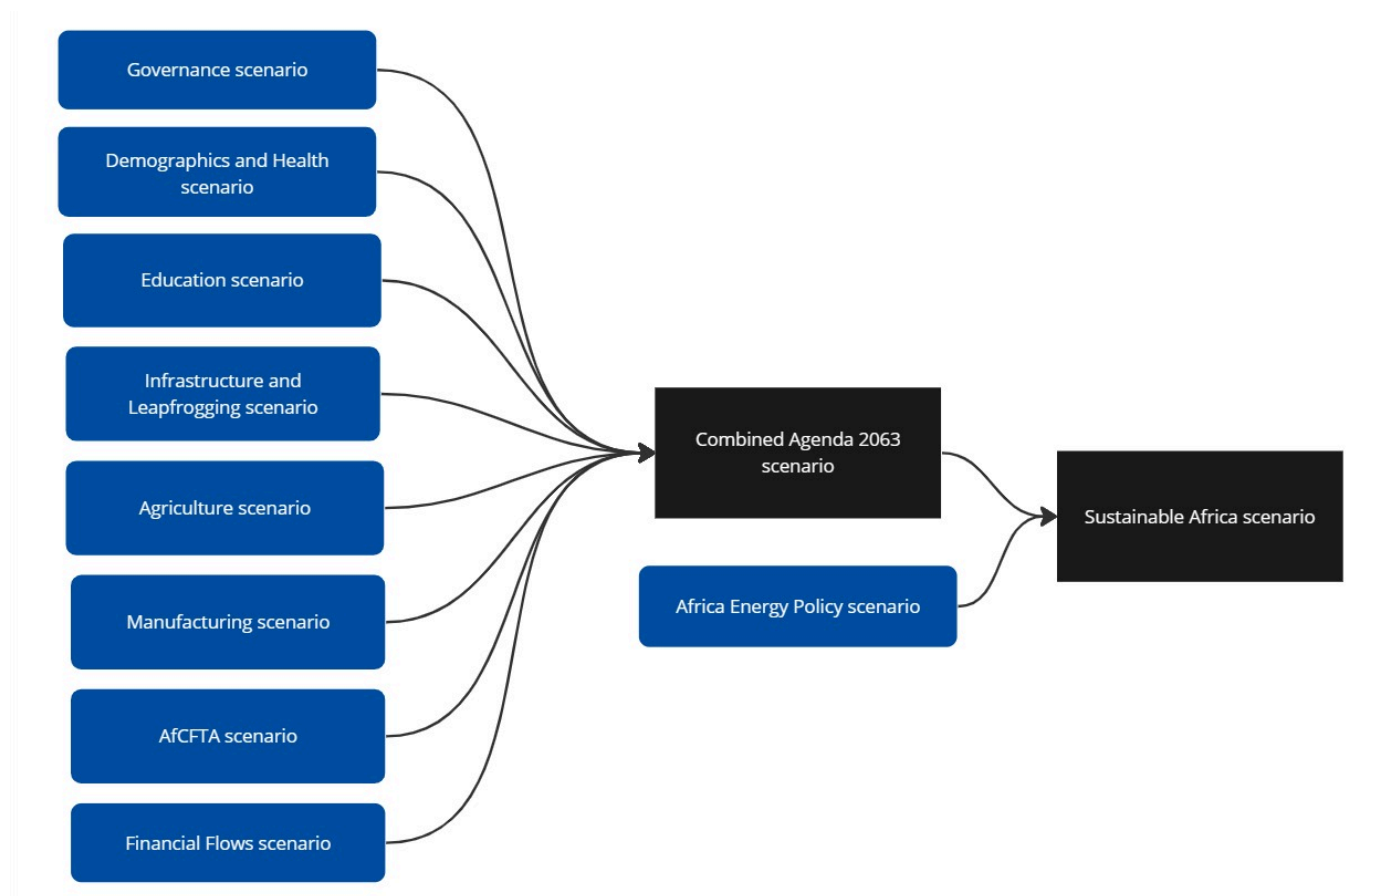 Governance scenario
Demographics and Health
scenario
Education scenario
Infrastructure and
Leapfrogging scenario
Agriculture scenario
Manufacturing scenario
AfCFTA scenario
Financial Flows scenario
Combined Agenda 2063
scenario
Africa Energy Policy scenario
Sustainable Africa scenario